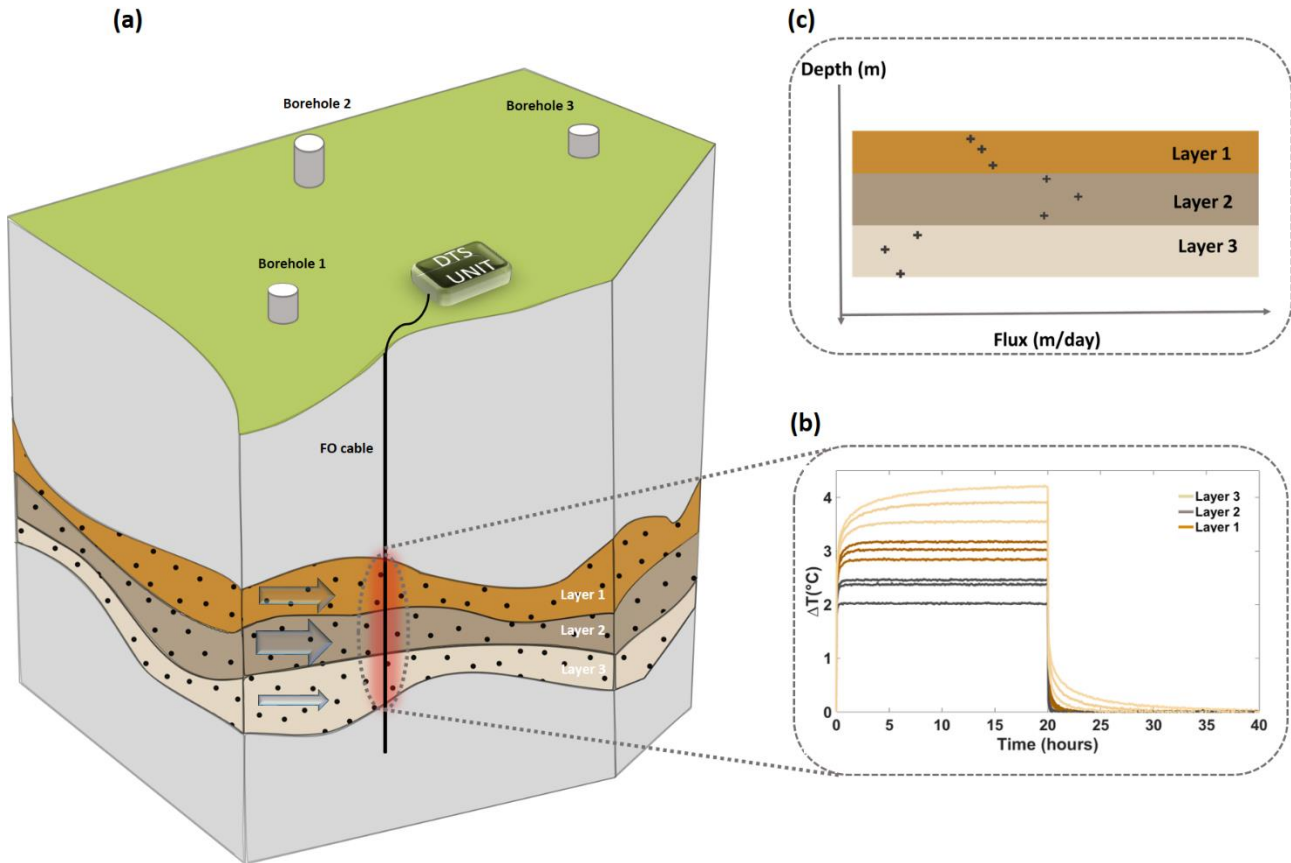 (a)
Borehole 2
Borehole 3
Borehole 1
DTS
UNIT
FO cable
Layer 1
Layer 2
Layer 3
(c)
Depth (m)
Layer 1
Layer 2
Layer 3
Flux (m/day)
(b)
4
3
2
1
0
ΔT(°C)
Layer 3
Layer 2
Layer 1
0 5 10 15 20 25 30 35 40
Time (hours)